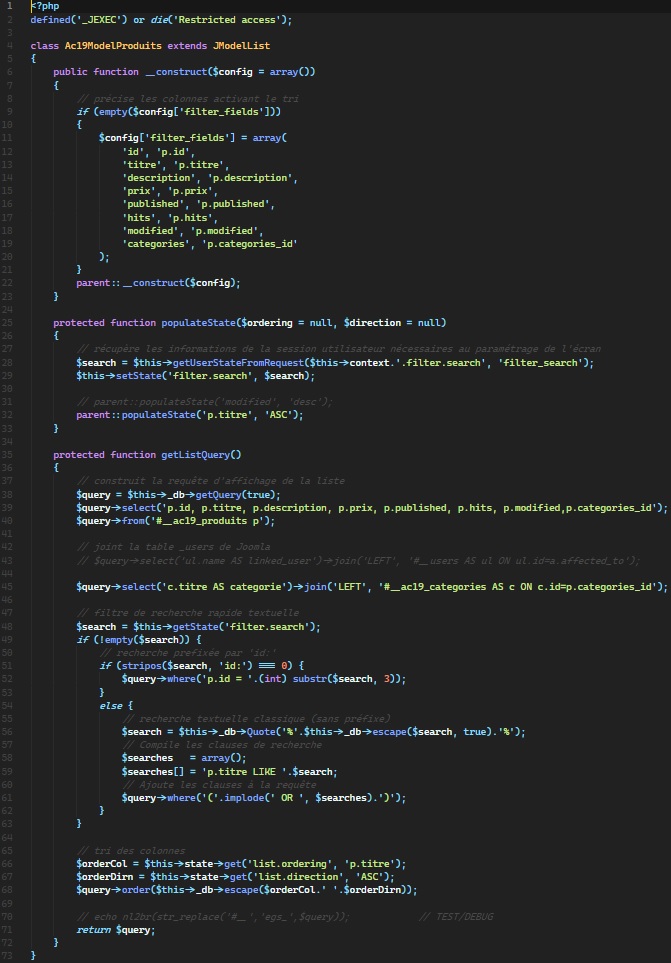 1 <?php
2 defined('_JEXEC') or die('Restricted access');
3
4 class Ac19ModelProduits extends JModelList
5 {
6 public function __construct($config = array())
7 {
8 // précise les colonnes activant le tri
9 if (empty($config['filter_fields']))
10 {
11 $config['filter_fields'] = array(
12 'id', 'p.id',
13 'titre', 'p.titre',
14 'description', 'p.description',
15 'prix', 'p.prix',
16 'published', 'p.published',
17 'hits', 'p.hits',
18 'modified', 'p.modified',
19 'categories', 'p.categories_id'
20 );
21 }
22 parent::__construct($config);
23 }
24
25 protected function populateState($ordering = null, $direction = null)
26 {
27 // récupère les informations de la session utilisateur nécessaires au paramétrage de l'écran
28 $search = $this->getUserStateFromRequest($this->context.'.filter.search', 'filter_search');
29 $this->setState('filter.search', $search);
30
31 // parent::populateState('modified', 'desc');
32 parent::populateState('p.titre', 'ASC');
33 }
34
35 protected function getListQuery()
36 {
37 // construit la requête d'affichage de la liste
38 $query = $this->_db->getQuery(true);
39 $query->select('p.id, p.titre, p.description, p.prix, p.published, p.hits, p.modified,p.categories_id');
40 $query->from('#__ac19_produits p');
41
42 // joint la table _users de Joomla
43 // $query->select('ul.name AS linked_user')->join('LEFT', '#__users AS ul ON ul.id=a.affected_to');
44
45 $query->select('c.titre AS categorie')->join('LEFT', '#__ac19_categories AS c ON c.id=p.categories_id');
46
47 // filtre de recherche rapide textuelle
48 $search = $this->getState('filter.search');
49 if (!empty($search)) {
50 // recherche prefixée par 'id:'
51 if (stripos($search, 'id:') === 0) {
52 $query->where('p.id = '.(int) substr($search, 3));
53 }
54 else {
55 // recherche textuelle classique (sans préfixe)
56 $search = $this->_db->Quote('%'.$this->_db->escape($search, true).'%');
57 // Compile les clauses de recherche
58 $searches = array();
59 $searches[] = 'p.titre LIKE '.$search;
60 // Ajoute les clauses à la requête
61 $query->where('('.implode(' OR ', $searches).')');
62 }
63 }
64
65 // tri des colonnes
66 $orderCol = $this->state->get('list.ordering', 'p.titre');
67 $orderDirn = $this->state->get('list.direction', 'ASC');
68 $query->order($this->_db->escape($orderCol.' '.$orderDirn));
69
70 // echo nl2br(str_replace('#__','egs_',$query)); // TEST/DEBUG
71 return $query;
72 }
73 }